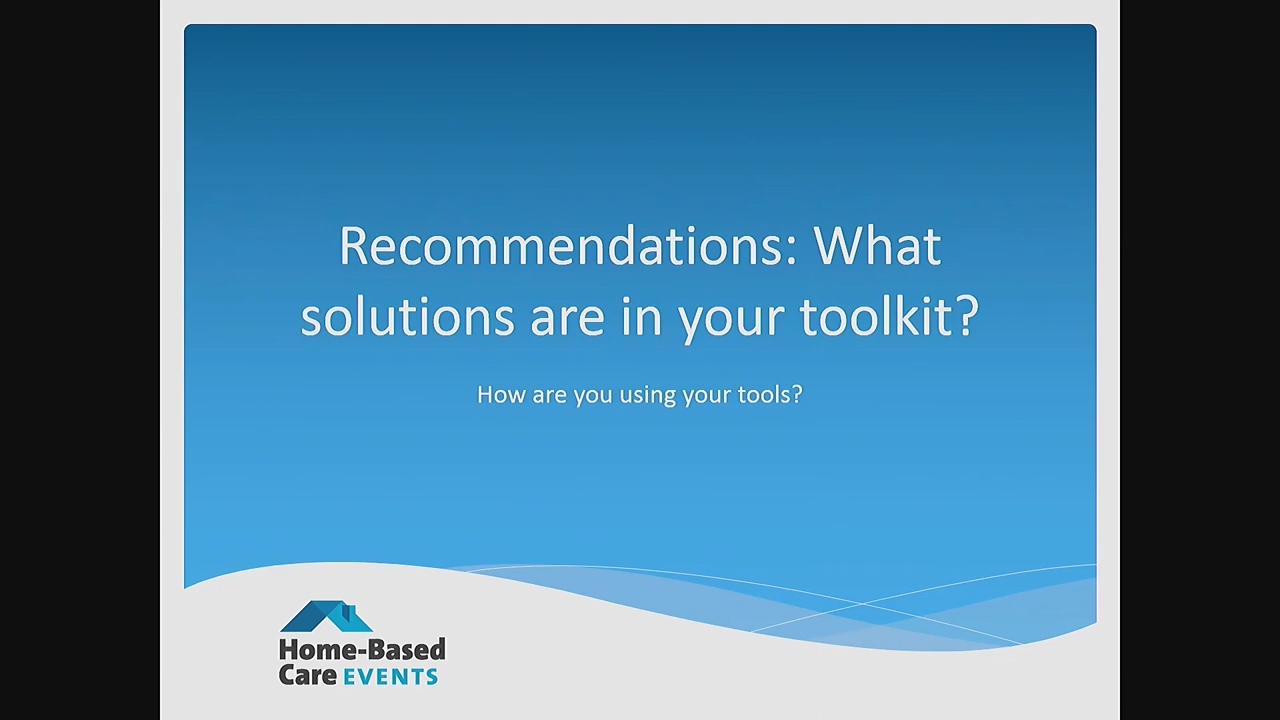 Recommendations: What
solutions are in your toolkit?
How are you using your tools?
Home-Based
Care EVENTS